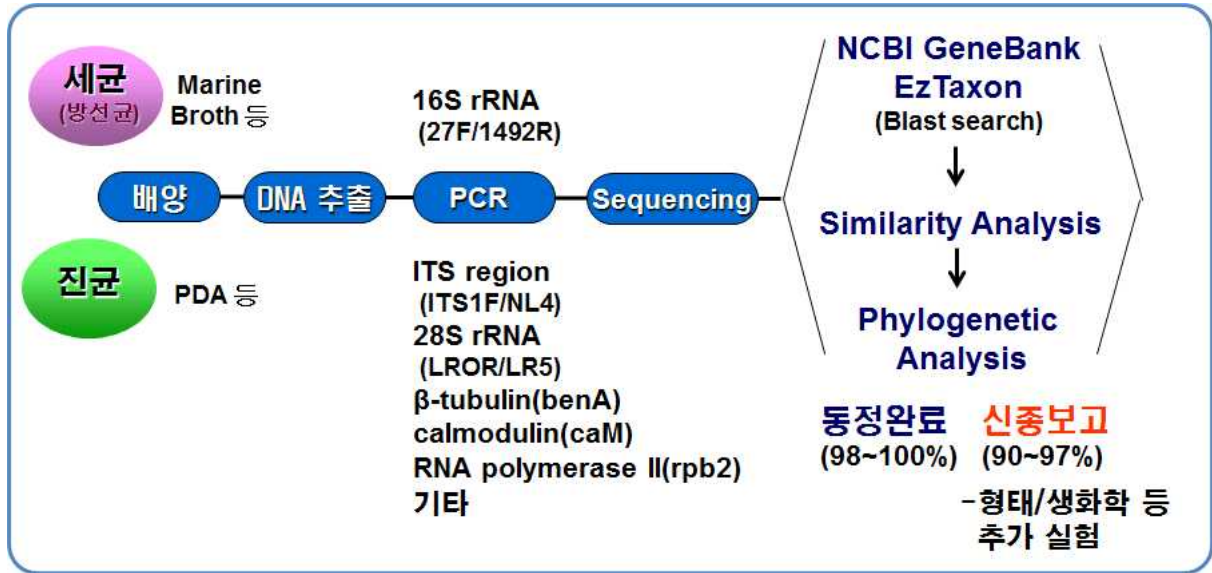 세균
(방선균)
Marine
Broth 등
16S rRNA
(27F/1492R)
배양
DNA 추출
PCR
Sequencing
진균
PDA 등
ITS region
(ITS1F/NL4)
28S rRNA
(LROR/LR5)
β-tubulin(benA)
calmodulin(caM)
RNA polymerase II(rpb2)
기타
NCBI GeneBank
EzTaxon
(Blast search)
Similarity Analysis
Phylogenetic
Analysis
동정완료
(98~100%)
신종보고
(90~97%)
-형태/생화학 등
추가 실험